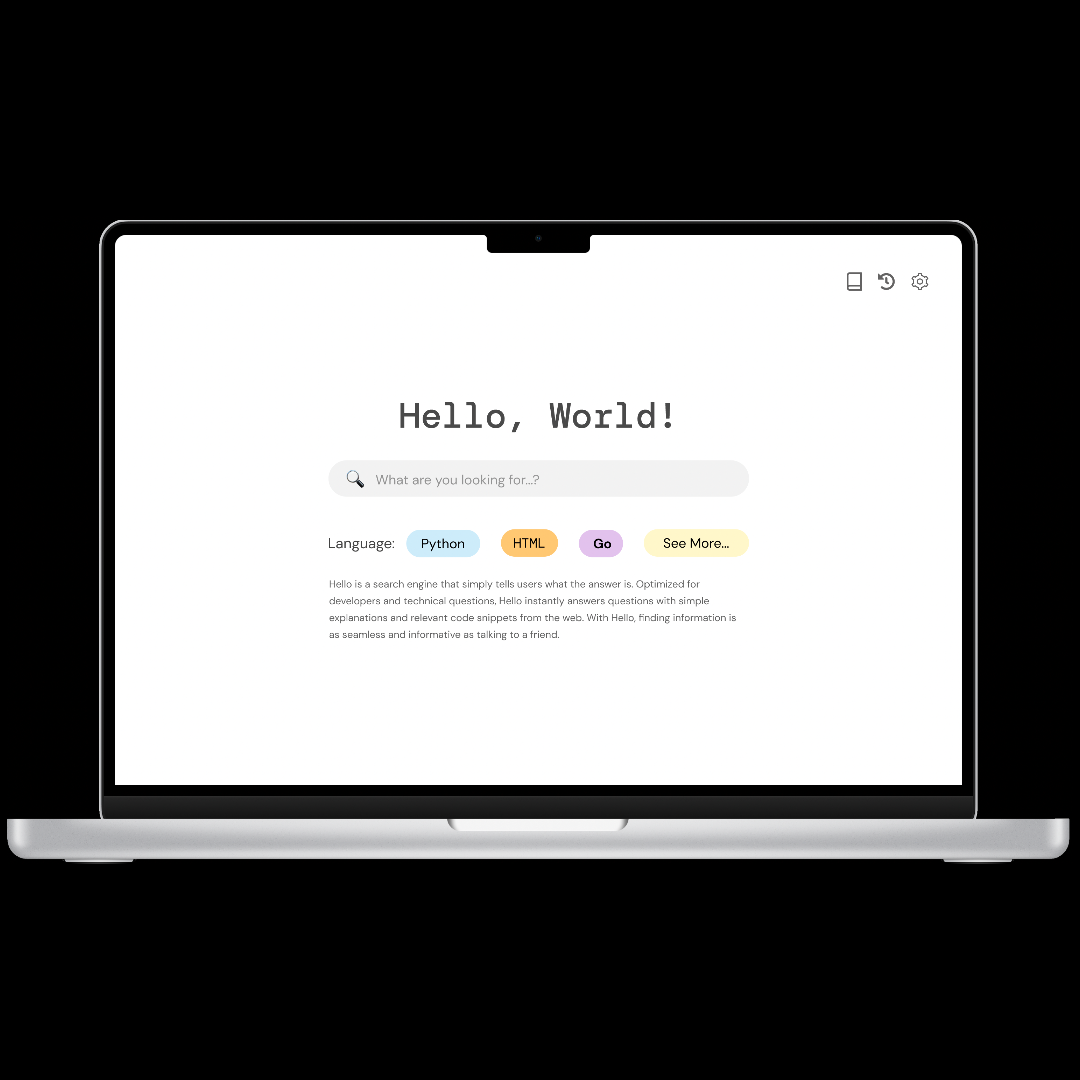 Hello, World!
What are you looking for...?
Language: Python HTML Go See More...
Hello is a search engine that simply tells users what the answer is. Optimized for
developers and technical questions, Hello instantly answers questions with simple
explanations and relevant code snippets from the web. With Hello, finding information is
as seamless and informative as talking to a friend.